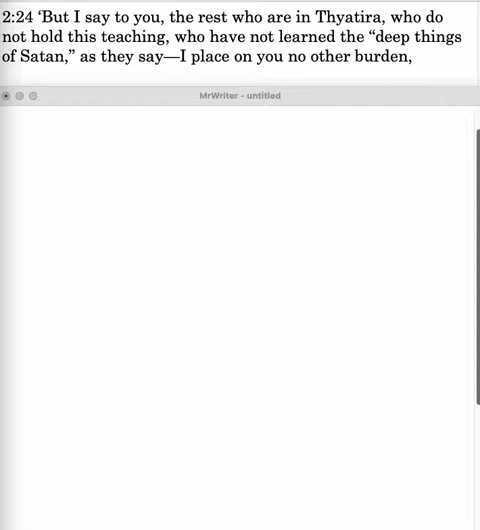 2:24 ‘But I say to you, the rest who are in Thyatira, who do
not hold this teaching, who have not learned the “deep things
of Satan,” as they say—I place on you no other burden,
MrWriter - untitled